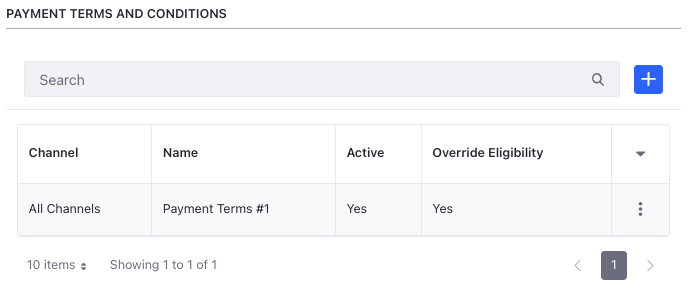 PAYMENT TERMS AND CONDITIONS
Search
Channel Name Active Override Eligibility
All Channels Payment Terms #1 Yes Yes
10 items Showing 1 to 1 of 1 1